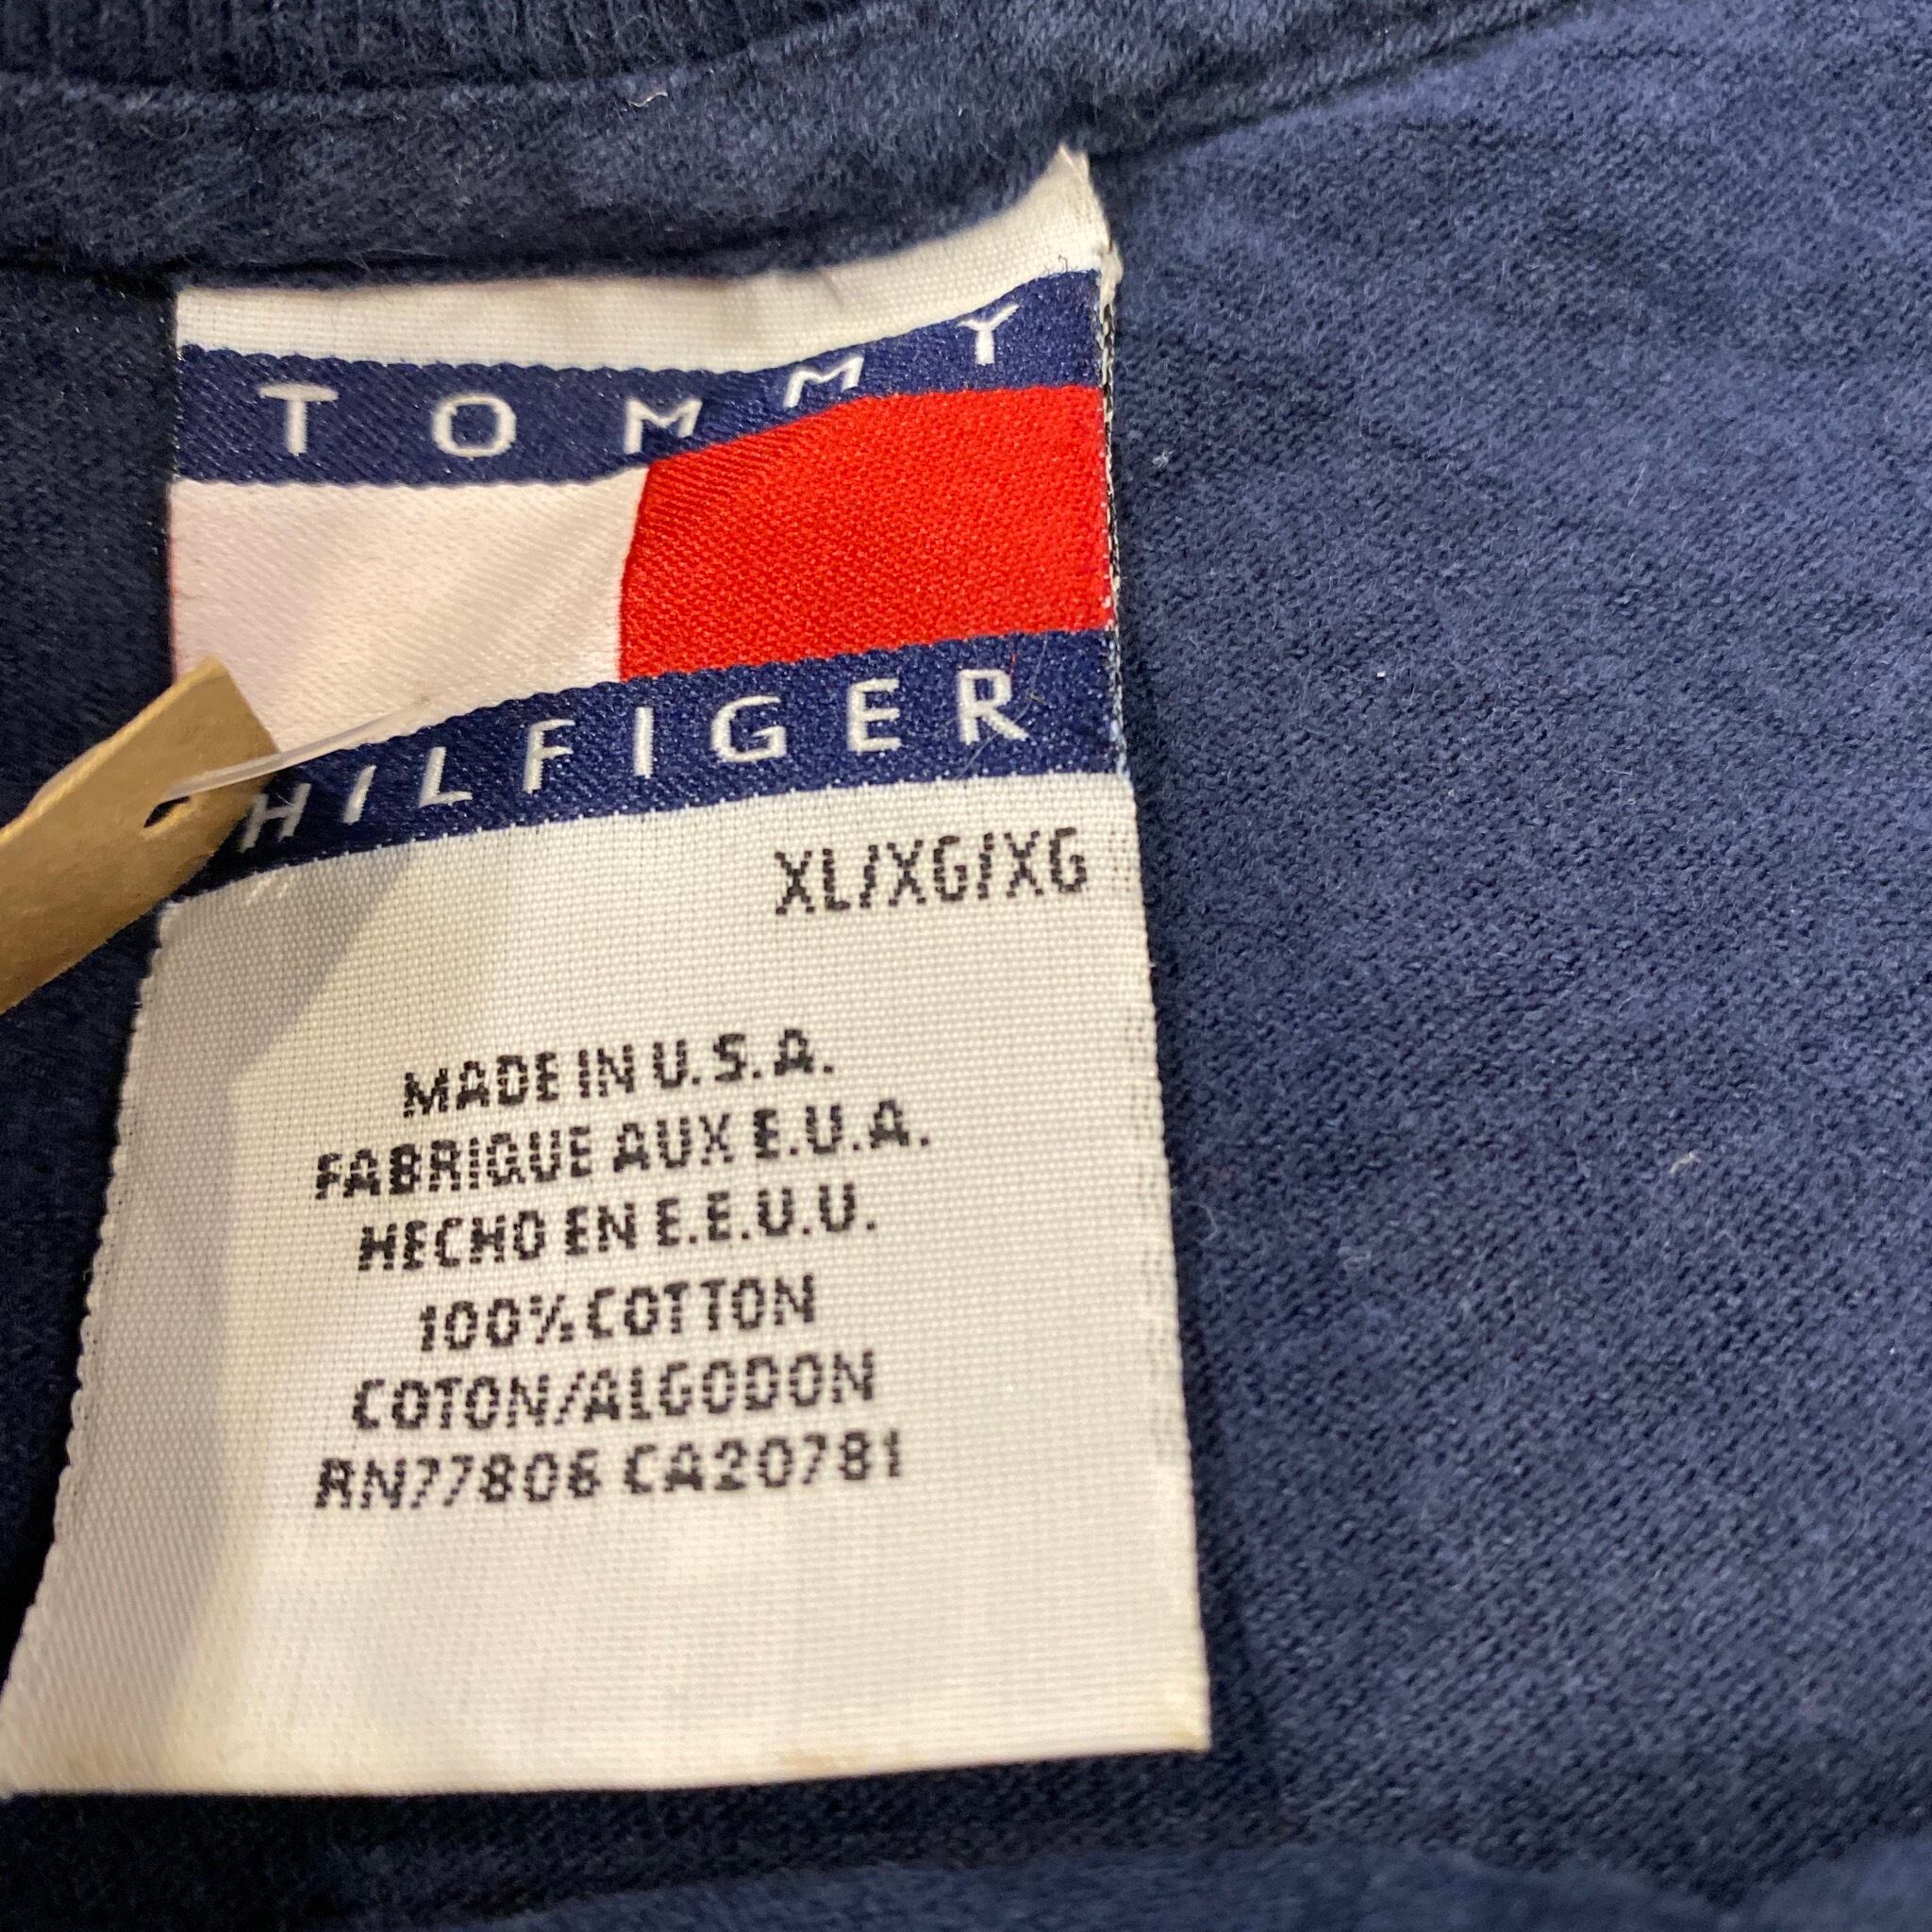 TOMMY
HILFIGER
XL/XG/XG
MADE IN U.S.A.
FABRIQUE AUX E.U.A.
HECHO EN E.E.U.U.
100% COTTON
COTON/ALGODON
RN77806 CA20781